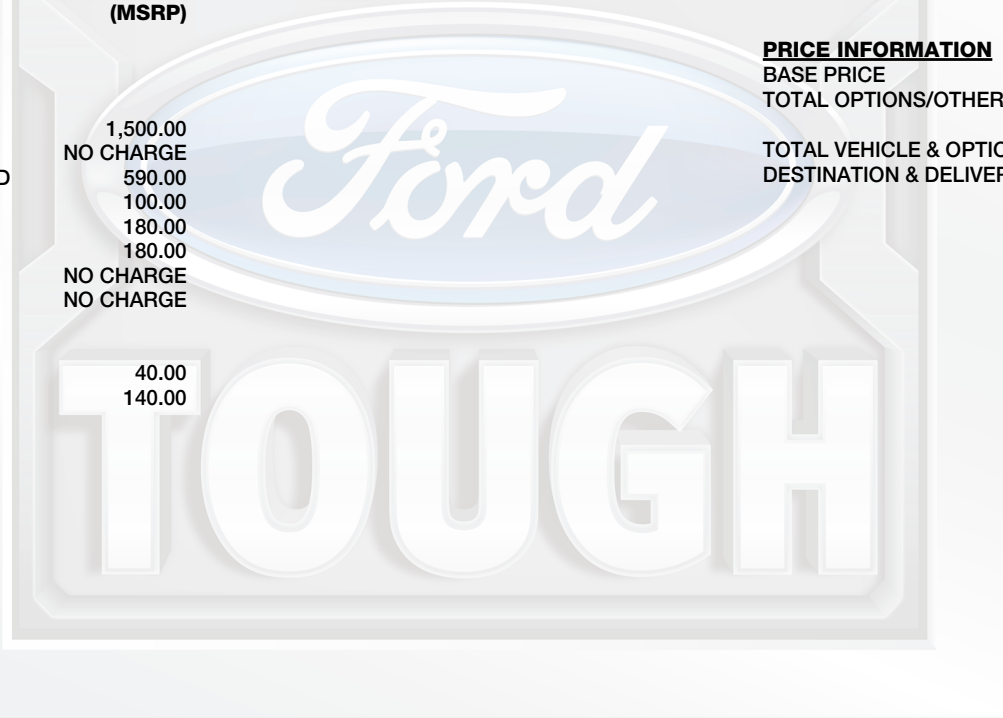 (MSRP)
1,500.00
NO CHARGE
D 590.00
100.00
180.00
180.00
NO CHARGE
NO CHARGE
40.00
140.00
PRICE INFORMATION
BASE PRICE
TOTAL OPTIONS/OTHER
TOTAL VEHICLE & OPTIO
DESTINATION & DELIVER
Ford
TOUGH